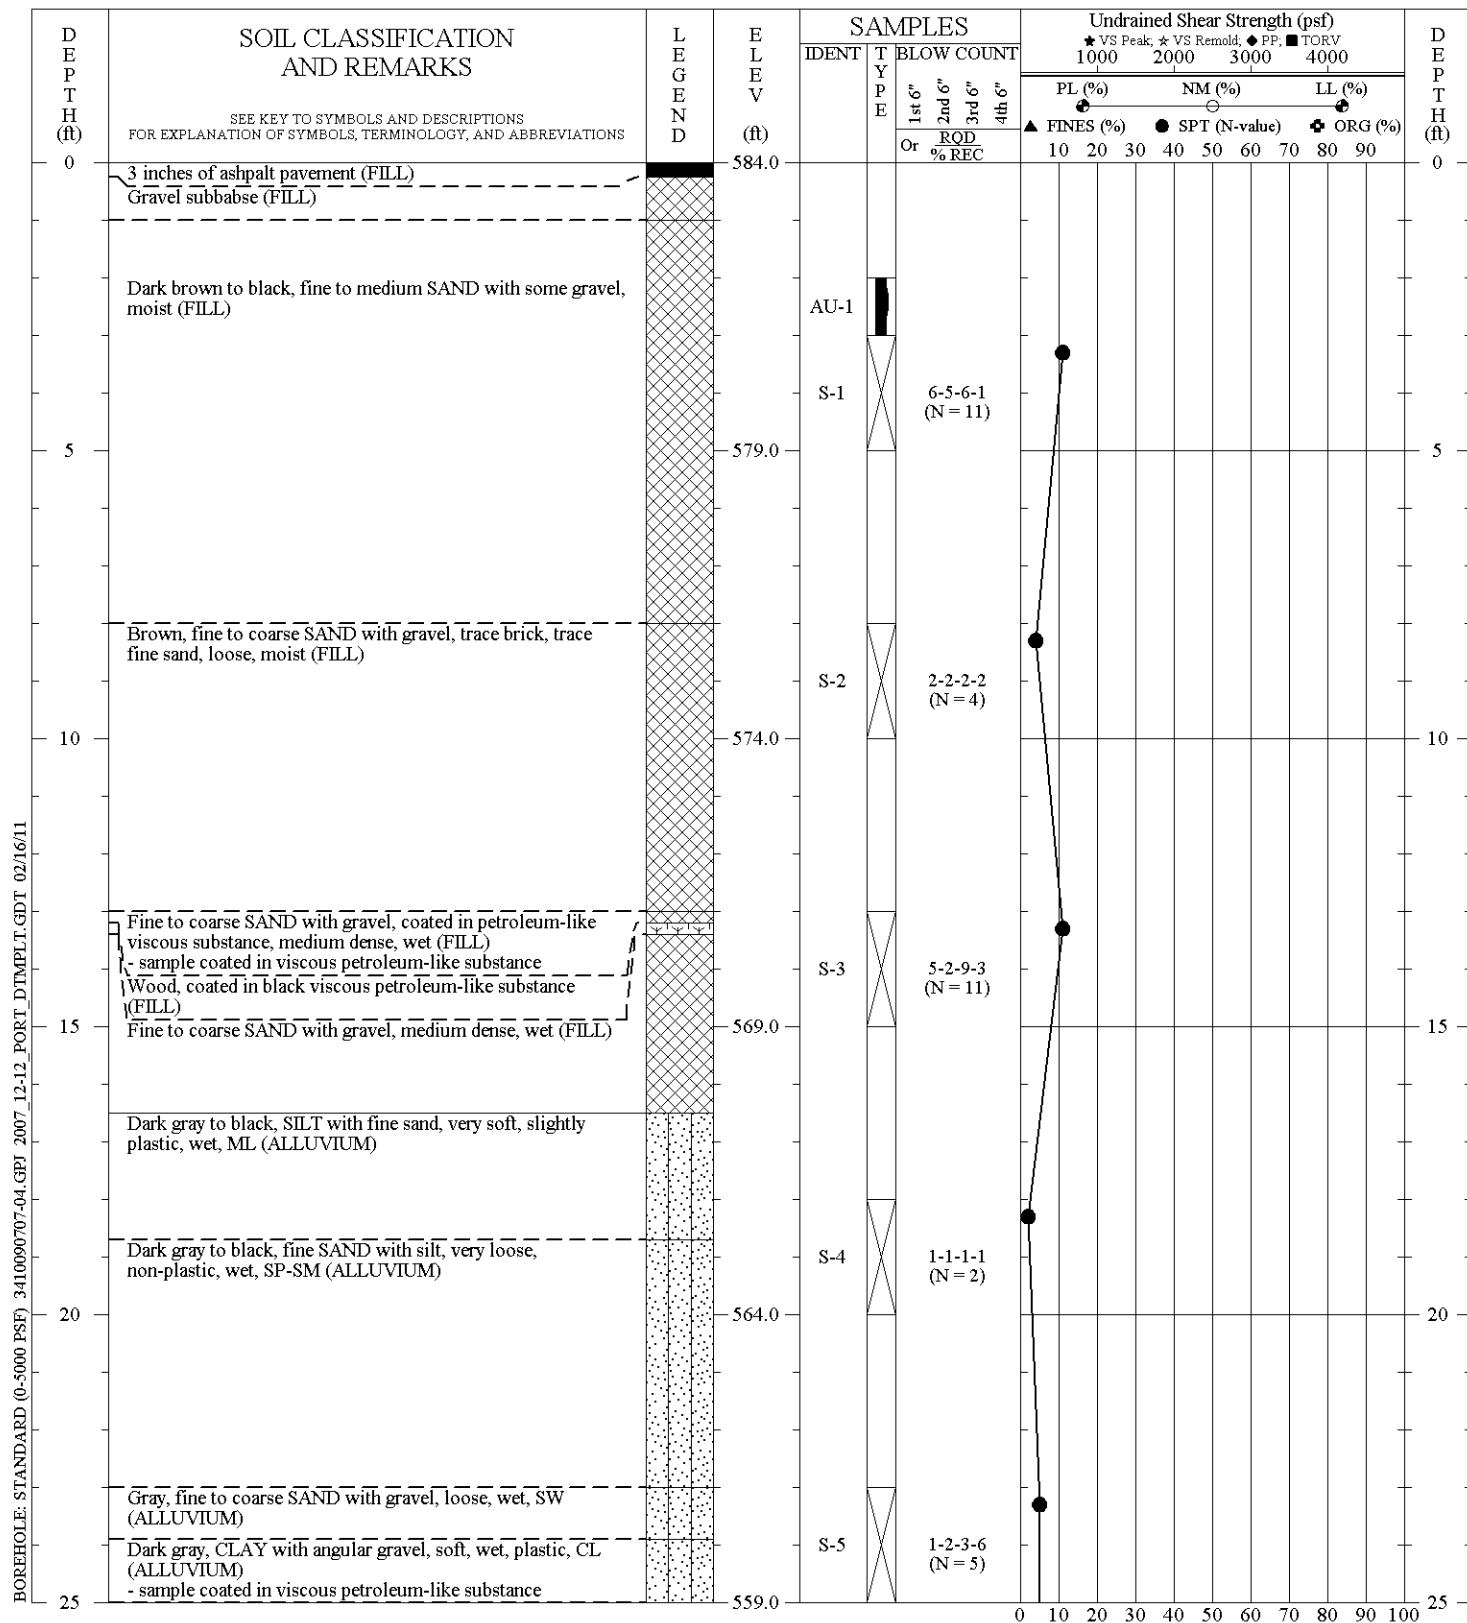 DEPTH
(ft)
SOIL CLASSIFICATION
AND REMARKS
SEE KEY TO SYMBOLS AND DESCRIPTIONS
FOR EXPLANATION OF SYMBOLS, TERMINOLOGY, AND ABBREVIATIONS
LEGEND
ELEV
(ft)
SAMPLES
IDENT
TYPE
BLOW COUNT
1st 6"
2nd 6"
3rd 6"
4th 6"
Or RQD
% REC
Undrained Shear Strength (psf)
★ VS Peak; ☆ VS Remold; ◆ PP; ■ TORV
1000 2000 3000 4000
PL (%) NM (%) LL (%)
▲ FINES (%) ● SPT (N-value) ORG (%)
10 20 30 40 50 60 70 80 90
DEPTH
(ft)
0
3 inches of ashpalt pavement (FILL)
584.0
0
Gravel subbabse (FILL)
Dark brown to black, fine to medium SAND with some gravel,
moist (FILL)
AU-1
S-1
6-5-6-1
(N = 11)
5
579.0
5
Brown, fine to coarse SAND with gravel, trace brick, trace
fine sand, loose, moist (FILL)
S-2
2-2-2-2
(N = 4)
10
574.0
10
Fine to coarse SAND with gravel, coated in petroleum-like
viscous substance, medium dense, wet (FILL)
- sample coated in viscous petroleum-like substance
Wood, coated in black viscous petroleum-like substance
(FILL)
S-3
5-2-9-3
(N = 11)
15
Fine to coarse SAND with gravel, medium dense, wet (FILL)
569.0
15
Dark gray to black, SILT with fine sand, very soft, slightly
plastic, wet, ML (ALLUVIUM)
Dark gray to black, fine SAND with silt, very loose,
non-plastic, wet, SP-SM (ALLUVIUM)
S-4
1-1-1-1
(N = 2)
20
564.0
20
Gray, fine to coarse SAND with gravel, loose, wet, SW
(ALLUVIUM)
Dark gray, CLAY with angular gravel, soft, wet, plastic, CL
(ALLUVIUM)
- sample coated in viscous petroleum-like substance
S-5
1-2-3-6
(N = 5)
25
559.0
25
0 10 20 30 40 50 60 70 80 90 100
BOREHOLE: STANDARD (0-5000 PSF) 3410090707-04.GPJ 2007_12-12_PORT_DTMPLT.GDT 02/16/11